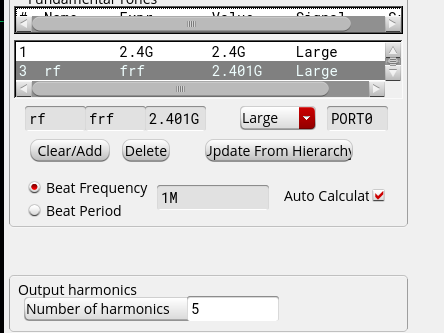 Fundamental Tones
# Name Expr Value Signal
1 2.4G 2.4G Large
3 rf frf 2.401G Large
rf frf 2.401G Large PORT0
Clear/Add Delete Update From Hierarchy
Beat Frequency 1M Auto Calculat
Beat Period
Output harmonics
Number of harmonics 5